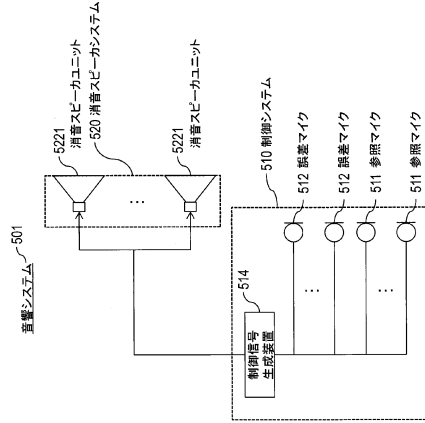 音響システム 501
5221
消音スピーカユニット
520 消音スピーカシステム
…
5221
消音スピーカユニット
510 制御システム
514
制御信号
生成装置
512 誤差マイク
…
512 誤差マイク
511 参照マイク
…
511 参照マイク